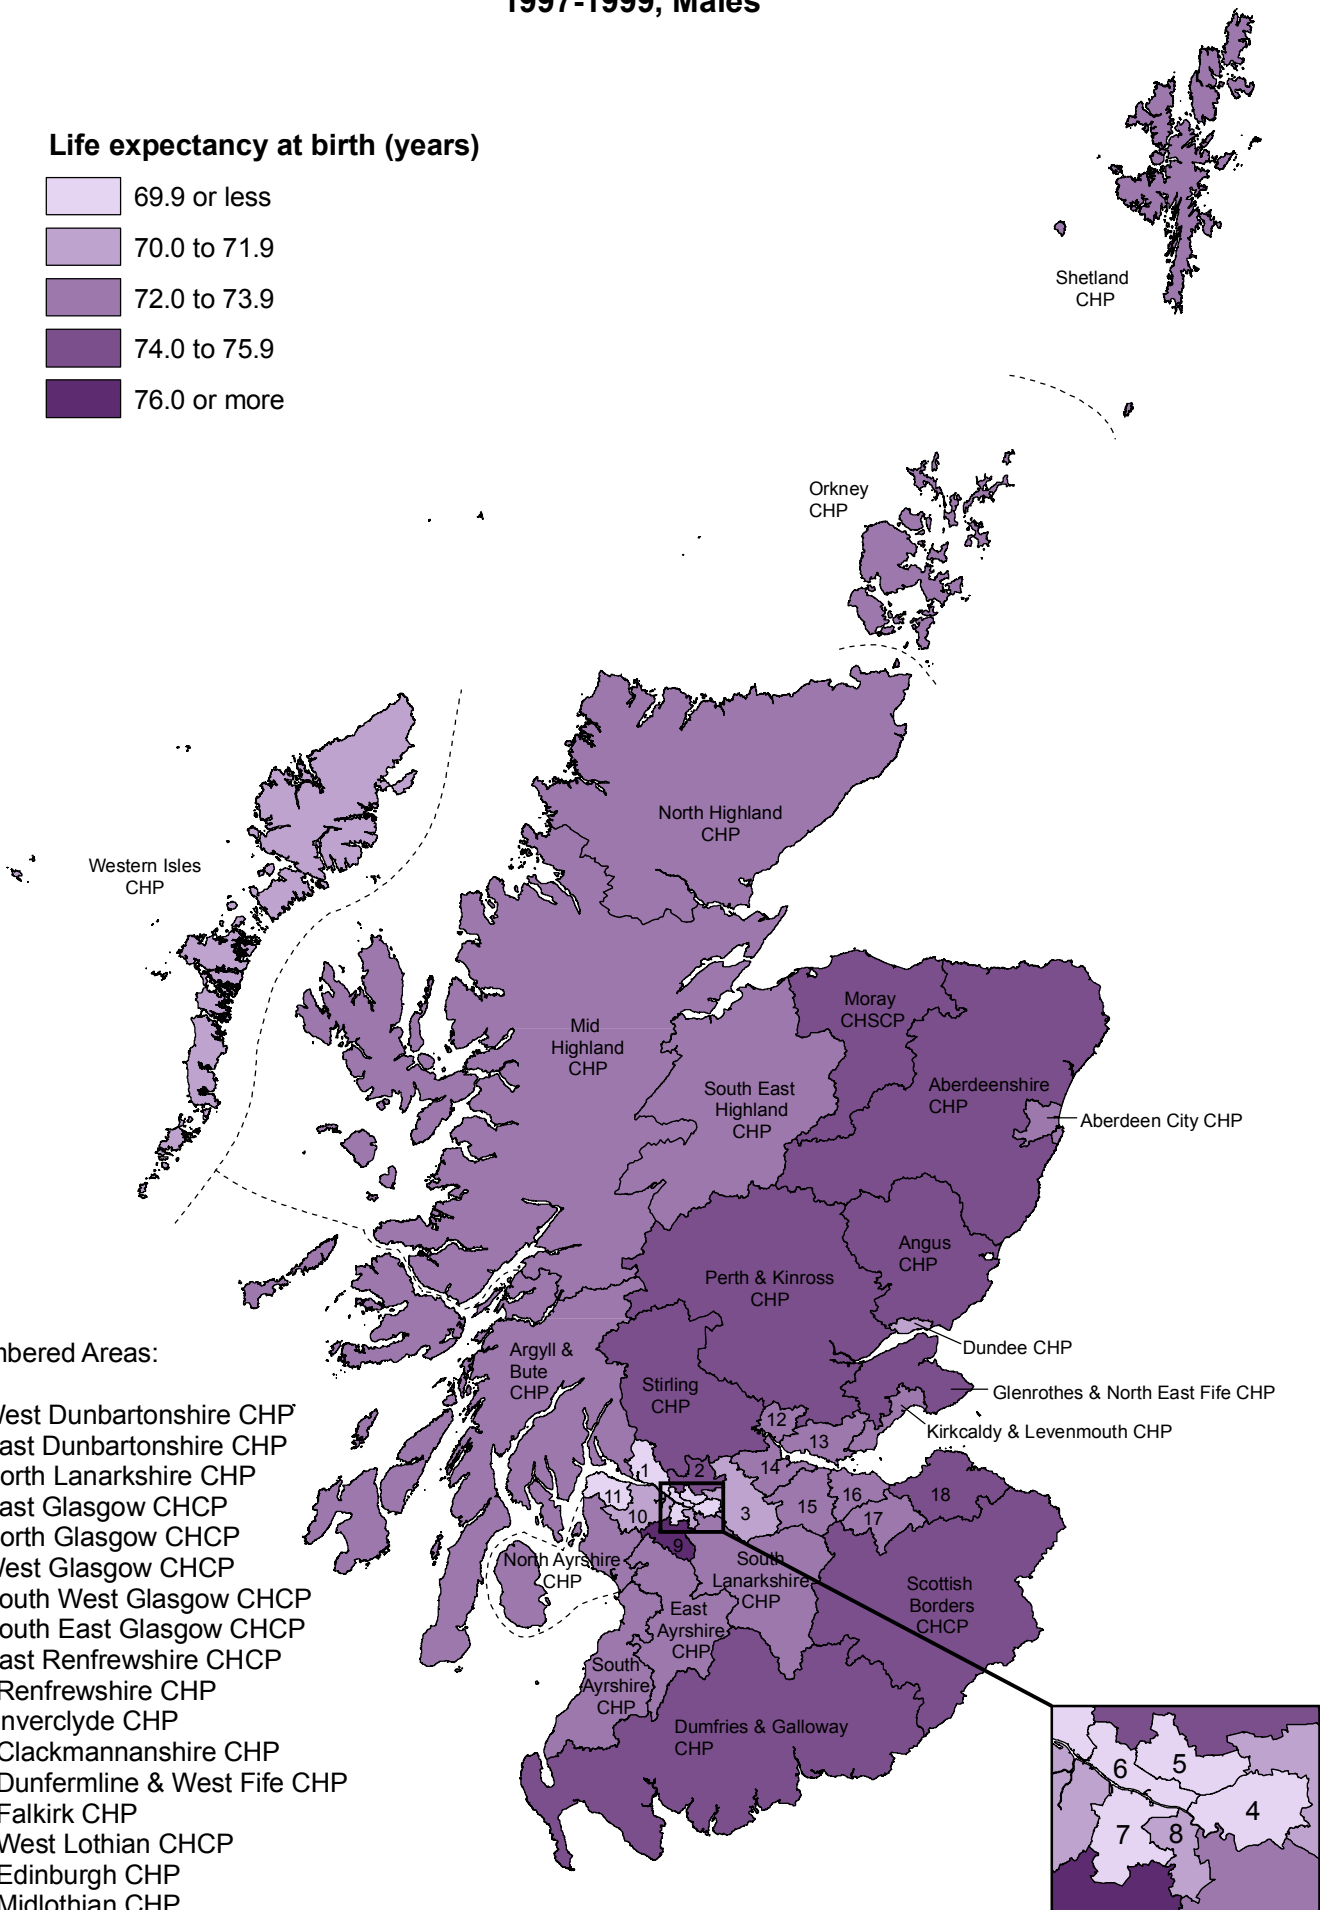 1997-1999, Males
Life expectancy at birth (years)
69.9 or less
70.0 to 71.9
72.0 to 73.9
74.0 to 75.9
76.0 or more
Shetland
CHP
Orkney
CHP
North Highland
CHP
Western Isles
CHP
Moray
CHSCP
Mid
Highland
CHP
South East
Highland
CHP
Aberdeenshire
CHP
Aberdeen City CHP
Angus
CHP
Perth & Kinross
CHP
Dundee CHP
Argyll &
Bute
CHP
Stirling
CHP
Glenrothes & North East Fife CHP
Kirkcaldy & Levenmouth CHP
12
13
1
2
14
11
10
3
15
16
17
18
9
North Ayrshire
CHP
South
Lanarkshire
CHP
East
Ayrshire
CHP
South
Ayrshire
CHP
Scottish
Borders
CHCP
Dumfries & Galloway
CHP
6
5
4
7
8
mbered Areas:
West Dunbartonshire CHP
ast Dunbartonshire CHP
orth Lanarkshire CHP
ast Glasgow CHCP
orth Glasgow CHCP
West Glasgow CHCP
outh West Glasgow CHCP
outh East Glasgow CHCP
ast Renfrewshire CHCP
Renfrewshire CHP
Inverclyde CHP
Clackmannanshire CHP
Dunfermline & West Fife CHP
Falkirk CHP
West Lothian CHCP
Edinburgh CHP
Midlothian CHP